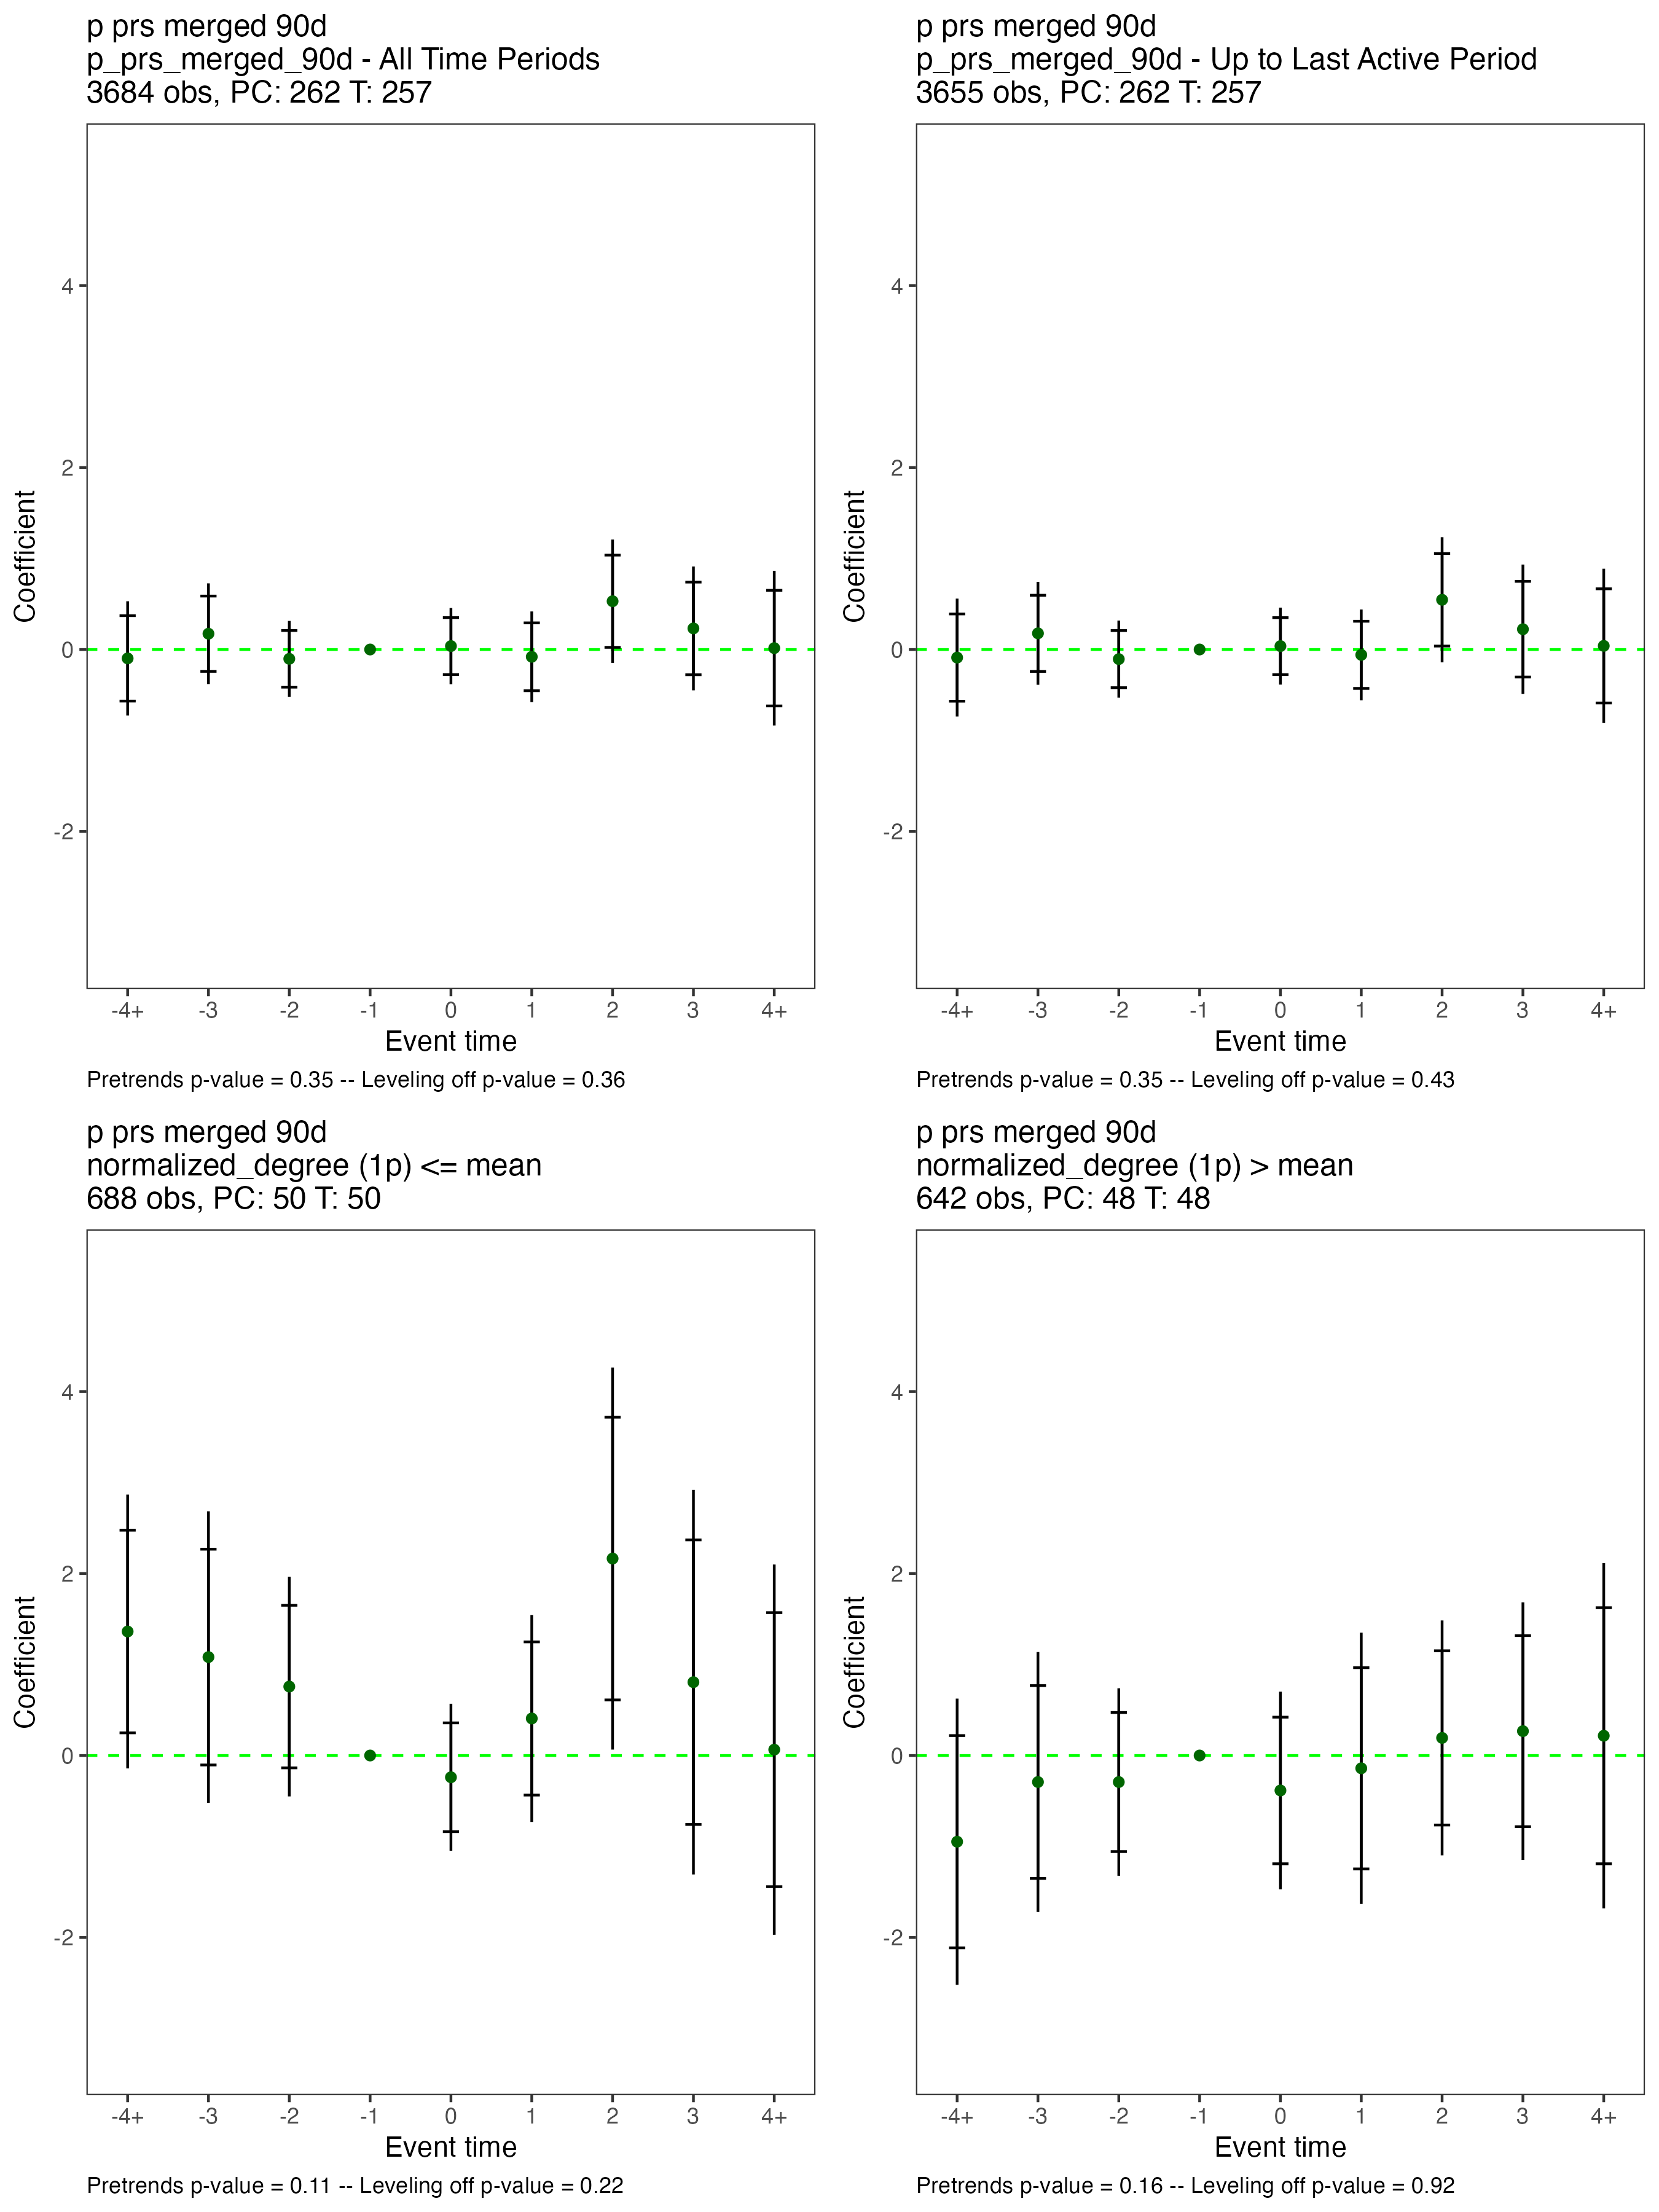 p prs merged 90d
p_prs_merged_90d - All Time Periods
3684 obs, PC: 262 T: 257
Coefficient
4
2
0
-2
-4+ -3 -2 -1 0 1 2 3 4+
Event time
Pretrends p-value = 0.35 -- Leveling off p-value = 0.36
p prs merged 90d
p_prs_merged_90d - Up to Last Active Period
3655 obs, PC: 262 T: 257
Coefficient
4
2
0
-2
-4+ -3 -2 -1 0 1 2 3 4+
Event time
Pretrends p-value = 0.35 -- Leveling off p-value = 0.43
p prs merged 90d
normalized_degree (1p) <= mean
688 obs, PC: 50 T: 50
Coefficient
4
2
0
-2
-4+ -3 -2 -1 0 1 2 3 4+
Event time
Pretrends p-value = 0.11 -- Leveling off p-value = 0.22
p prs merged 90d
normalized_degree (1p) > mean
642 obs, PC: 48 T: 48
Coefficient
4
2
0
-2
-4+ -3 -2 -1 0 1 2 3 4+
Event time
Pretrends p-value = 0.16 -- Leveling off p-value = 0.92